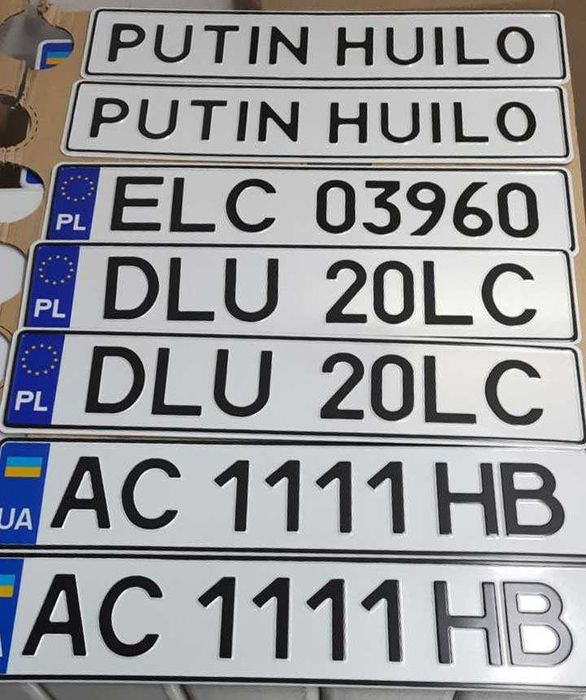 PUTIN HUILO
PUTIN HUILO
PL ELC 03960
PL DLU 20LC
PL DLU 20LC
UA AC 1111 HB
AC 1111 HB